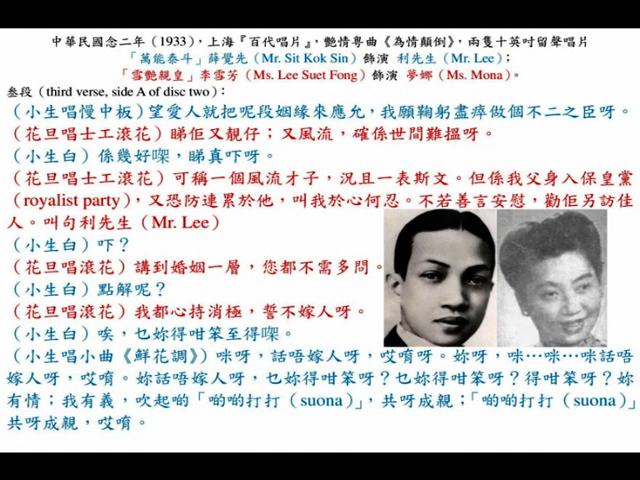 中華民國念二年（1933），上海『百代唱片』，艷情粵曲《為情顛倒》，兩隻十英吋留聲唱片
「萬能泰斗」薛覺先（Mr. Sit Kok Sin）飾演 利先生（Mr. Lee）；
「雪艷親皇」李雪芳（Ms. Lee Suet Fong）飾演 夢娜（Ms. Mona）。
叁段（third verse, side A of disc two）：
（小生唱慢中板）望愛人就把呢段姻緣來應允，我願鞠躬盡瘁做個不二之臣呀。
（花旦唱士工滾花）睇佢又靚仔；又風流，確係世間難搵呀。
（小生白）係幾好㗎，睇真吓呀。
（花旦唱士工滾花）可稱一個風流才子，況且一表斯文。但係我父身入保皇黨
（royalist party），又恐防連累於他，叫我於心何忍。不若善言安慰，勸佢另訪佳
人。叫句利先生（Mr. Lee）
（小生白）吓？
（花旦唱滾花）講到婚姻一層，您都不需多問。
（小生白）點解呢？
（花旦唱滾花）我都心持消極，誓不嫁人呀。
（小生白）唉，乜妳得咁笨至得㗎。
（小生唱小曲《鮮花調》）咪呀，話唔嫁人呀，哎唷呀。妳呀，咪⋯咪⋯咪話唔
嫁人呀，哎唷。妳話唔嫁人呀，乜妳得咁笨呀？乜妳得咁笨呀？得咁笨呀？妳
有情；我有義，吹起的「啲啲打打（suona）」，共呀成親；「啲啲打打（suona）」
共呀成親，哎唷。